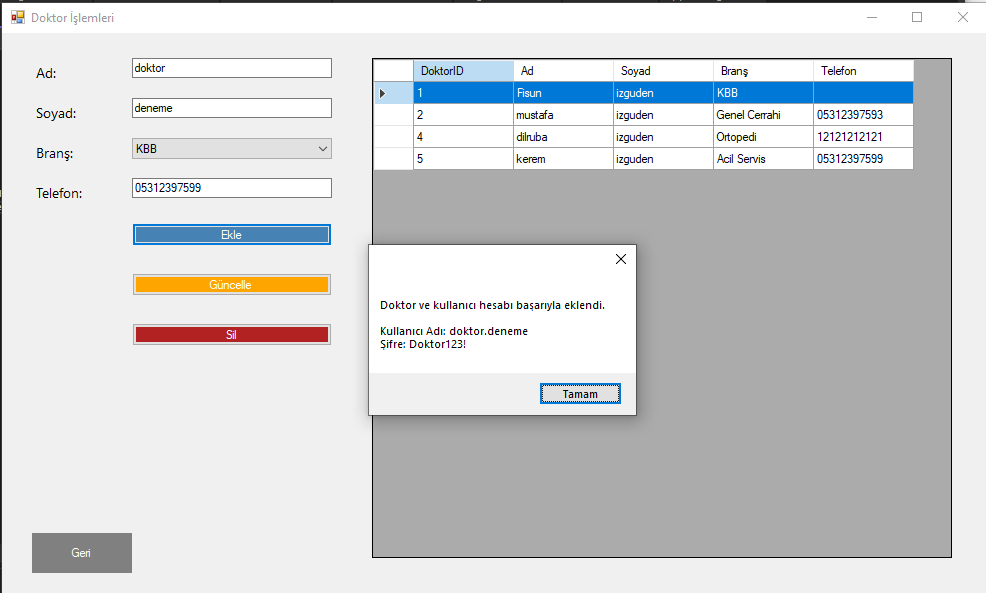 Doktor İşlemleri
Ad: doktor
Soyad: deneme
Branş: KBB
Telefon: 05312397599
Ekle
Güncelle
Sil
Geri
DoktorID Ad Soyad Branş Telefon
1 Fisun izguden KBB
2 mustafa izguden Genel Cerrahi 05312397593
4 dilruba izguden Ortopedi 12121212121
5 kerem izguden Acil Servis 05312397599
Doktor ve kullanıcı hesabı başarıyla eklendi.
Kullanıcı Adı: doktor.deneme
Şifre: Doktor123!
Tamam